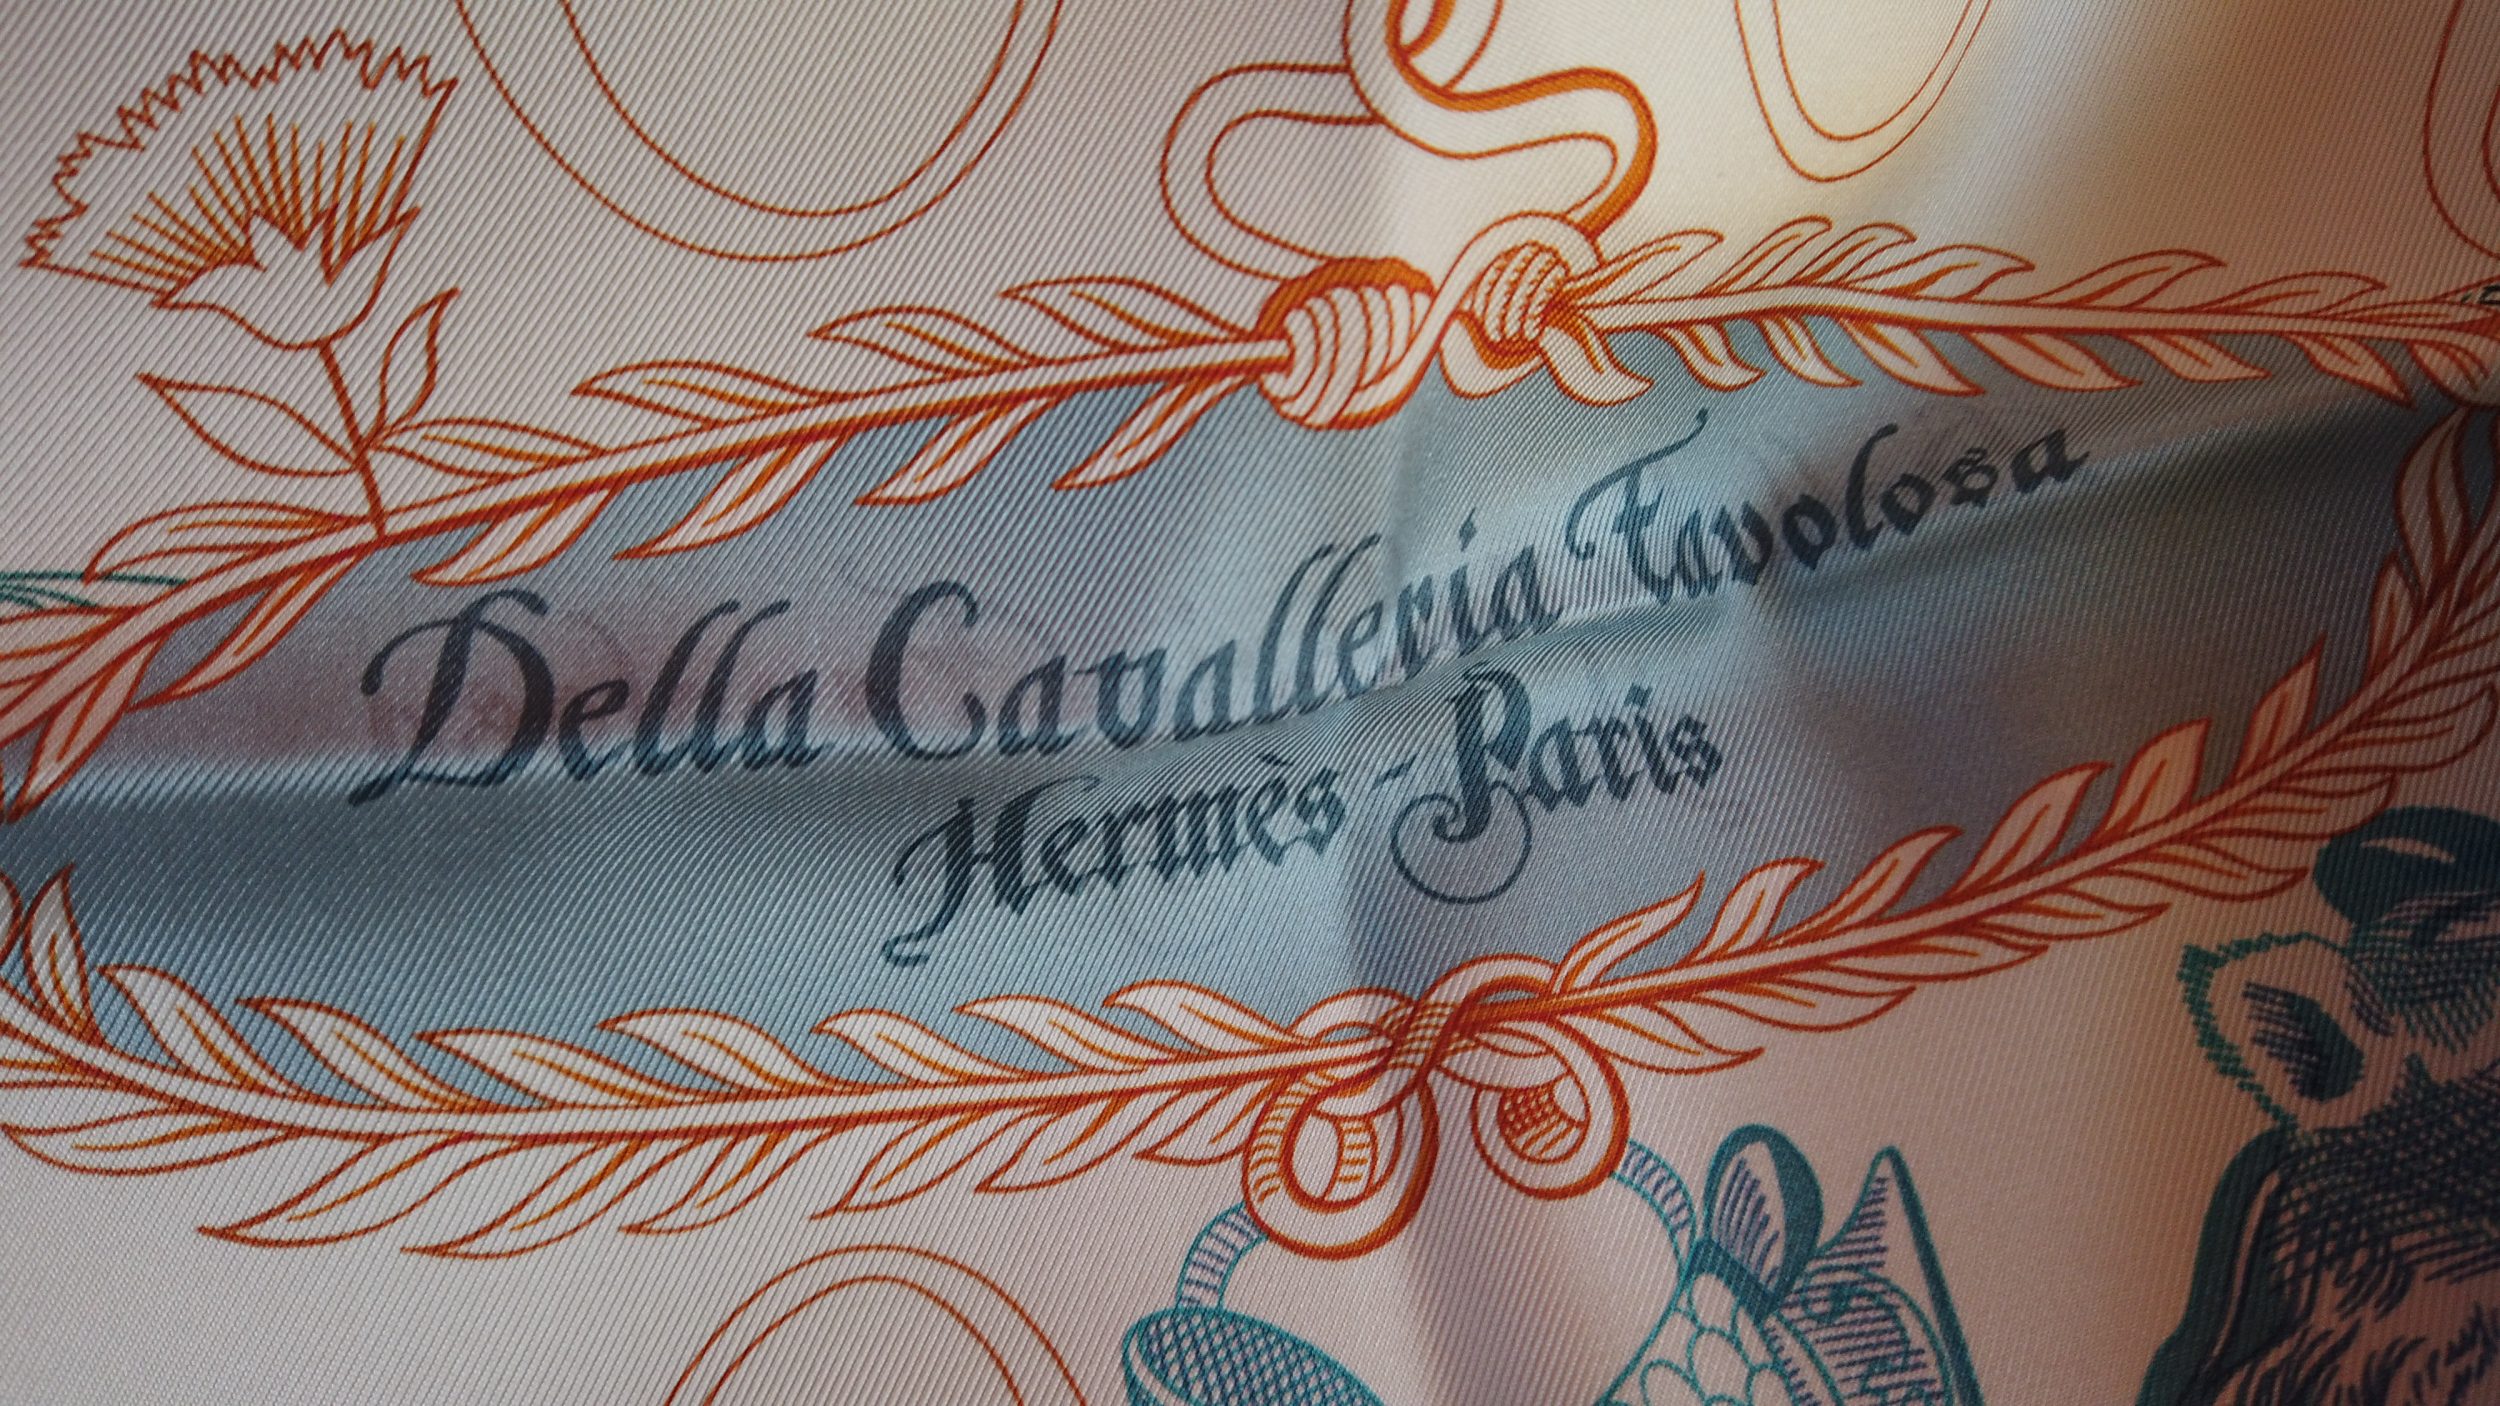 Della Cavalleria Favolosa
Hermès - Paris